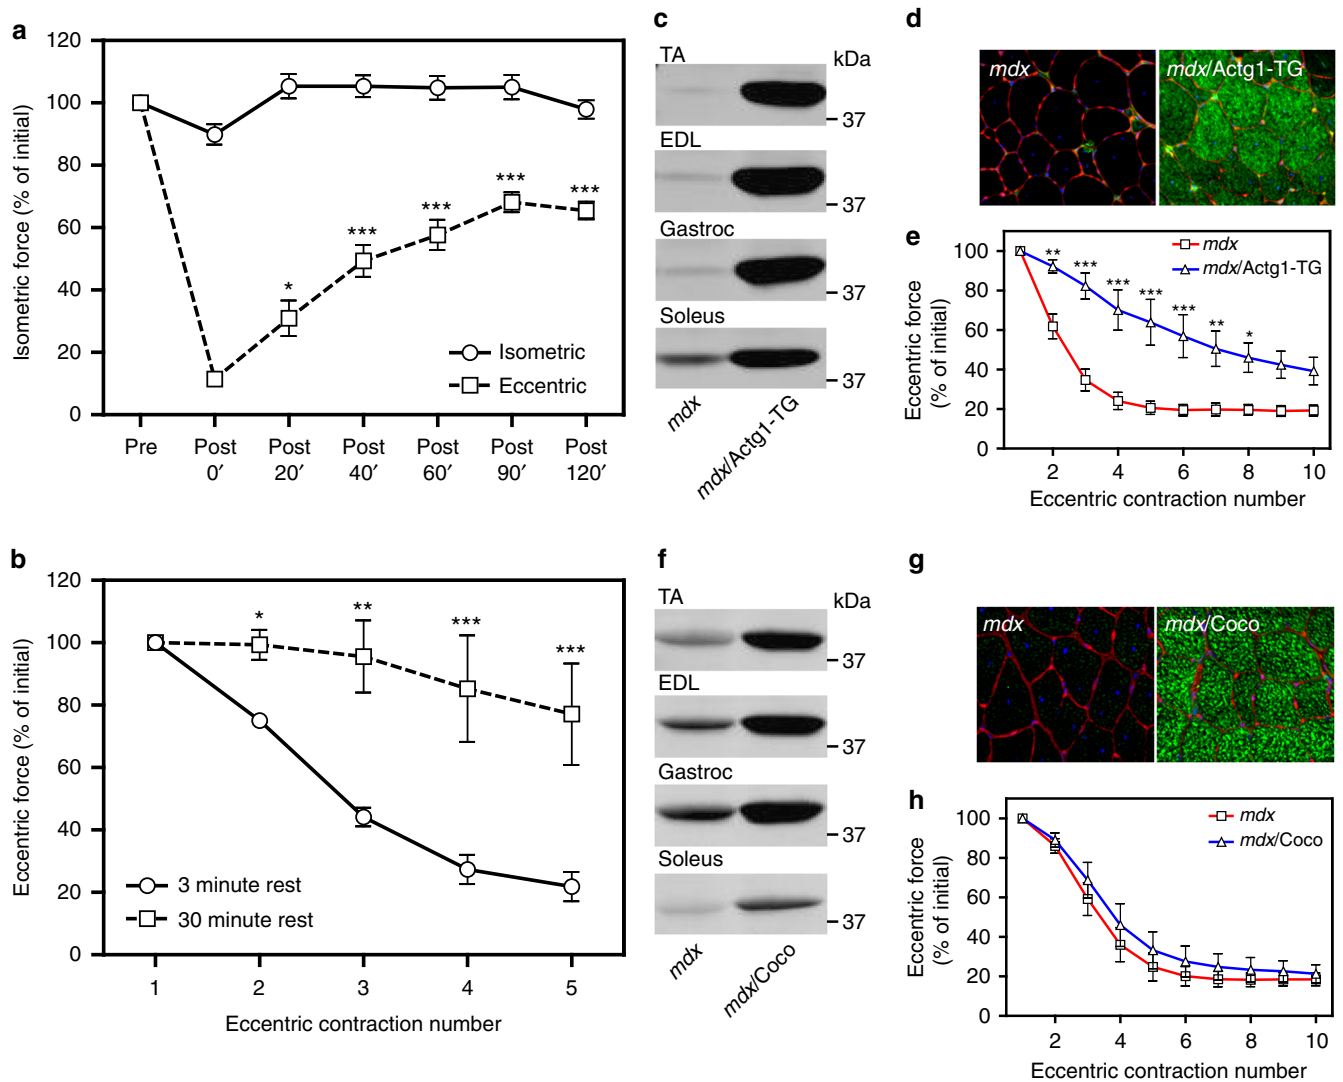 a
120
100
80
60
40
20
0
Isometric force (% of initial)
*
***
***
***
***
Isometric
Eccentric
Pre
Post 0′
Post 20′
Post 40′
Post 60′
Post 90′
Post 120′
b
120
100
80
60
40
20
0
Eccentric force (% of initial)
*
**
***
***
3 minute rest
30 minute rest
1 2 3 4 5
Eccentric contraction number
c
TA
kDa
37
EDL
37
Gastroc
37
Soleus
37
mdx
mdx/Actg1-TG
d
mdx
mdx/Actg1-TG
e
100
80
60
40
20
0
Eccentric force
(% of initial)
mdx
mdx/Actg1-TG
**
***
***
***
***
**
*
2 4 6 8 10
Eccentric contraction number
f
TA
kDa
37
EDL
37
Gastroc
37
Soleus
37
mdx
mdx/Coco
g
mdx
mdx/Coco
h
100
80
60
40
20
0
Eccentric force
(% of initial)
mdx
mdx/Coco
2 4 6 8 10
Eccentric contraction number